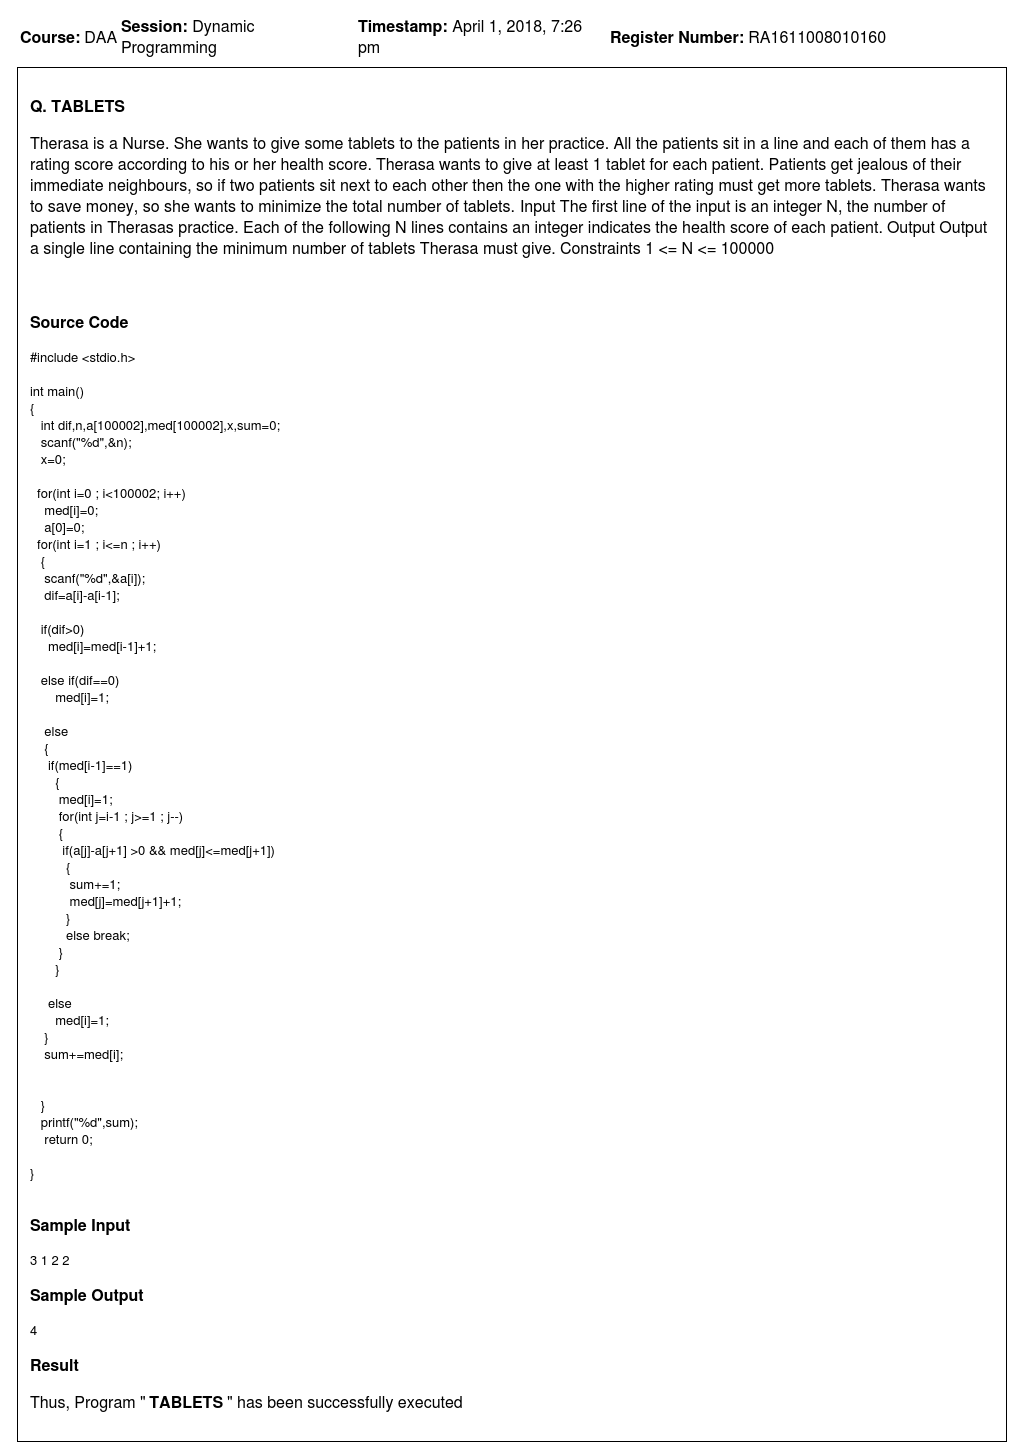 Course: DAA Session: Dynamic Programming Timestamp: April 1, 2018, 7:26 pm Register Number: RA1611008010160
Q. TABLETS
Therasa is a Nurse. She wants to give some tablets to the patients in her practice. All the patients sit in a line and each of them has a
rating score according to his or her health score. Therasa wants to give at least 1 tablet for each patient. Patients get jealous of their
immediate neighbours, so if two patients sit next to each other then the one with the higher rating must get more tablets. Therasa wants
to save money, so she wants to minimize the total number of tablets. Input The first line of the input is an integer N, the number of
patients in Therasas practice. Each of the following N lines contains an integer indicates the health score of each patient. Output Output
a single line containing the minimum number of tablets Therasa must give. Constraints 1 <= N <= 100000
Source Code
#include <stdio.h>
int main()
{
int dif,n,a[100002],med[100002],x,sum=0;
scanf("%d",&n);
x=0;
for(int i=0 ; i<100002; i++)
med[i]=0;
a[0]=0;
for(int i=1 ; i<=n ; i++)
{
scanf("%d",&a[i]);
dif=a[i]-a[i-1];
if(dif>0)
med[i]=med[i-1]+1;
else if(dif==0)
med[i]=1;
else
{
if(med[i-1]==1)
{
med[i]=1;
for(int j=i-1 ; j>=1 ; j--)
{
if(a[j]-a[j+1] >0 && med[j]<=med[j+1])
{
sum+=1;
med[j]=med[j+1]+1;
}
else break;
}
}
else
med[i]=1;
}
sum+=med[i];
}
printf("%d",sum);
return 0;
}
Sample Input
3 1 2 2
Sample Output
4
Result
Thus, Program " TABLETS " has been successfully executed